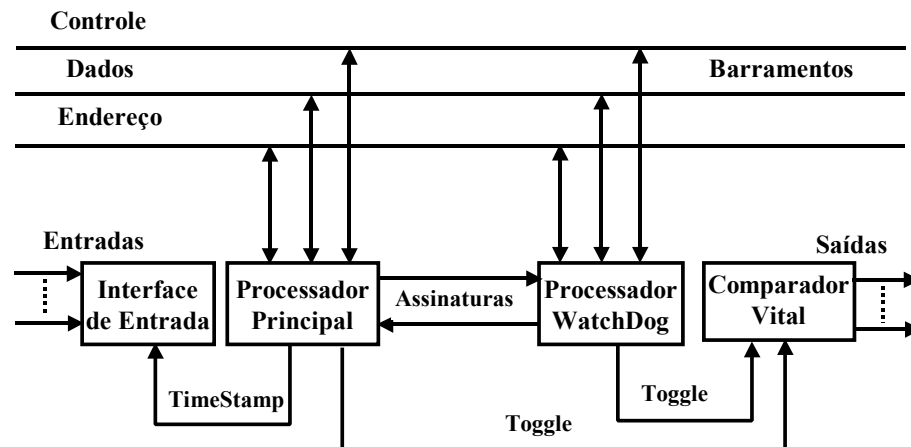 Controle
Dados
Barramentos
Endereço
Entradas
Saídas
Interface
de Entrada
Processador
Principal
Assinaturas
Processador
WatchDog
Comparador
Vital
TimeStamp
Toggle
Toggle